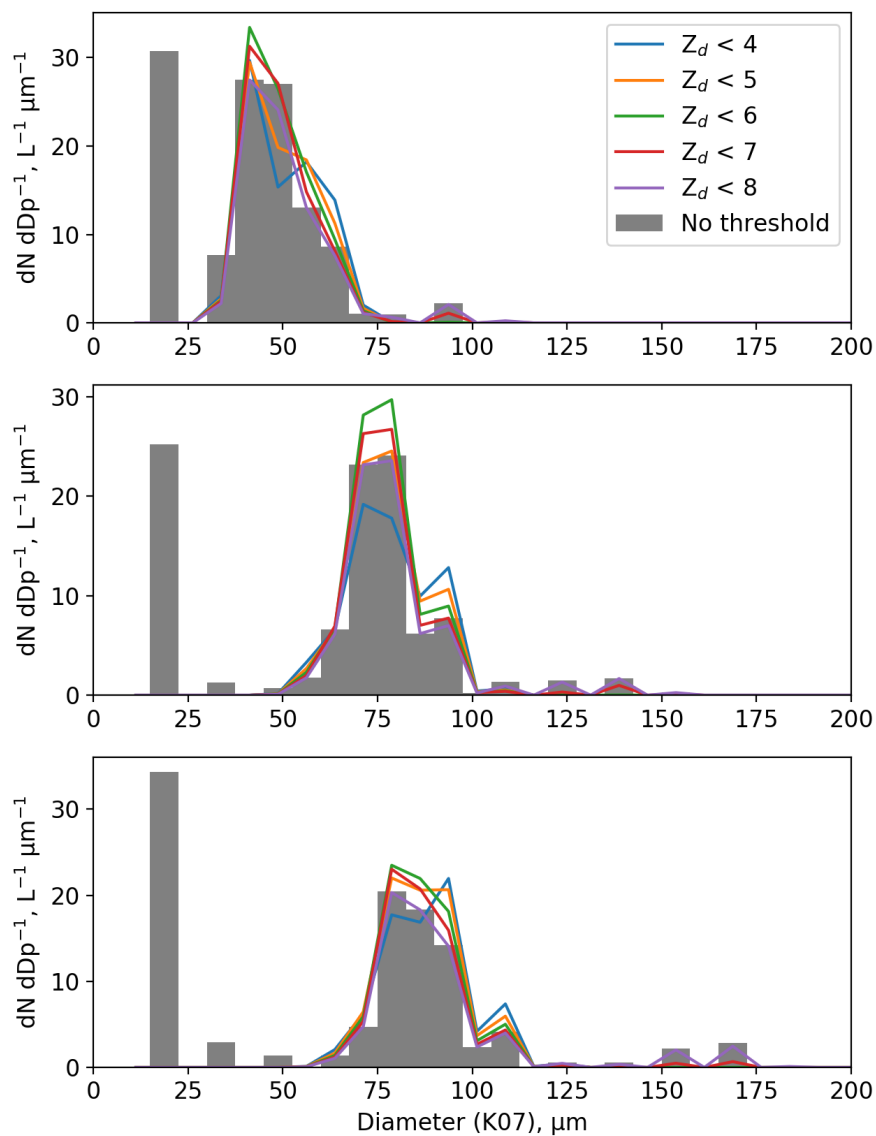 dN dDp⁻¹, L⁻¹ µm⁻¹
30
20
10
0
0 25 50 75 100 125 150 175 200
Z_d < 4
Z_d < 5
Z_d < 6
Z_d < 7
Z_d < 8
No threshold
dN dDp⁻¹, L⁻¹ µm⁻¹
30
20
10
0
0 25 50 75 100 125 150 175 200
dN dDp⁻¹, L⁻¹ µm⁻¹
30
20
10
0
0 25 50 75 100 125 150 175 200
Diameter (K07), µm